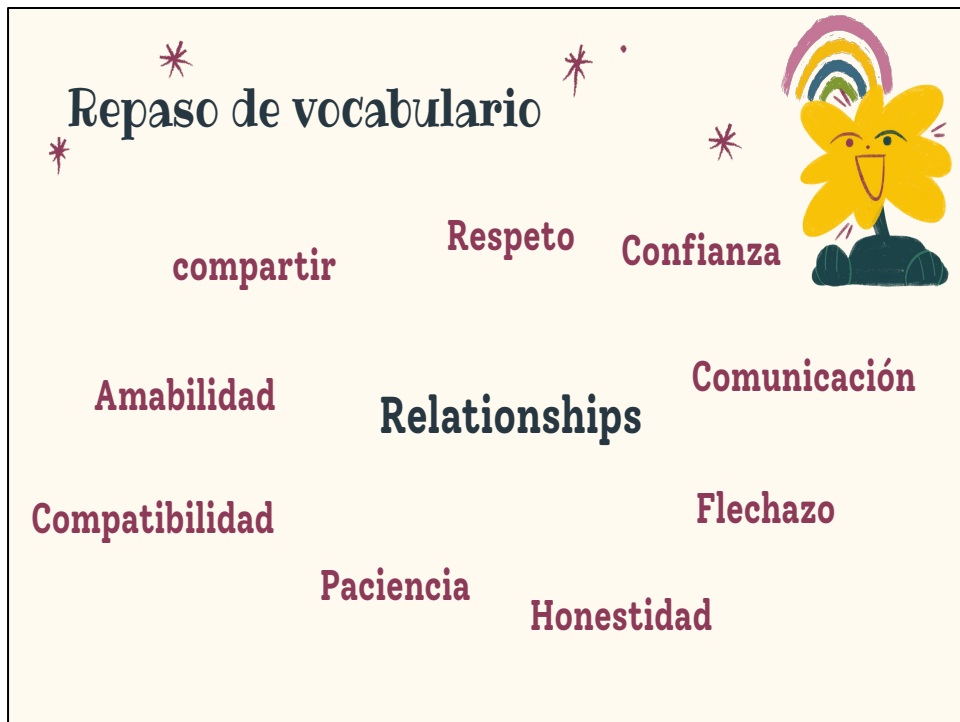 Repaso de vocabulario
Respeto
Confianza
compartir
Comunicación
Amabilidad
Relationships
Flechazo
Compatibilidad
Paciencia
Honestidad